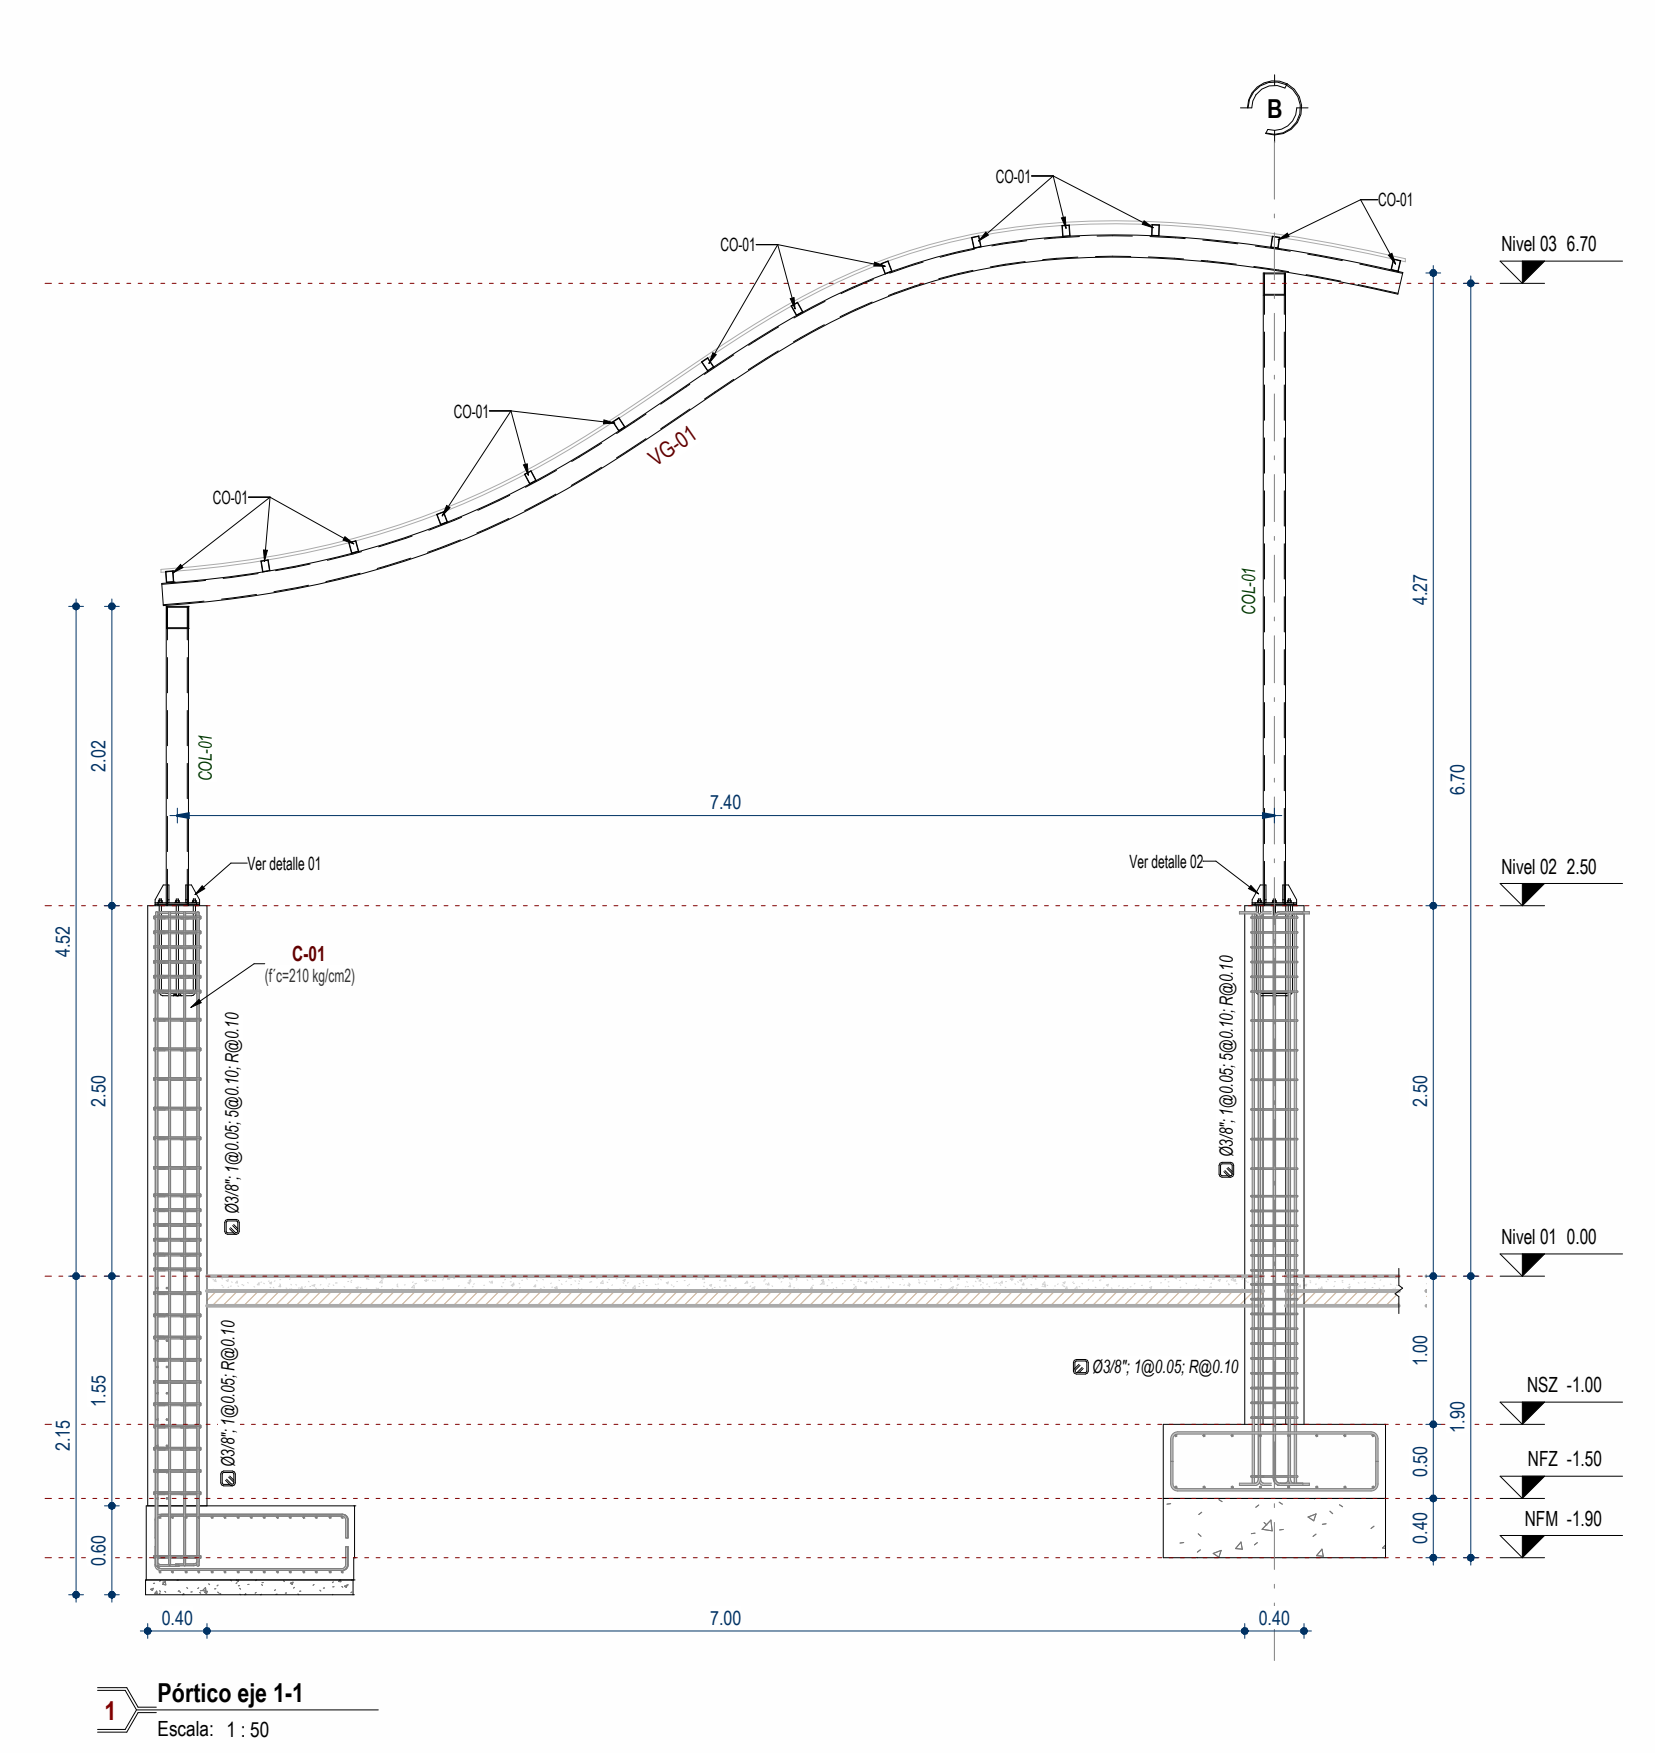 B
CO-01
CO-01
CO-01
CO-01
CO-01
Nivel 03 6.70
VG-01
COL-01
COL-01
4.27
6.70
2.02
4.52
7.40
Ver detalle 01
Ver detalle 02
Nivel 02 2.50
C-01
(f´c=210 kg/cm2)
Ø3/8"; 1@0.05; 5@0.10; R@0.10
Ø3/8"; 1@0.05; 5@0.10; R@0.10
2.50
2.50
Nivel 01 0.00
Ø3/8"; 1@0.05; R@0.10
Ø3/8"; 1@0.05; R@0.10
1.00
1.55
2.15
1.90
NSZ -1.00
0.50
NFZ -1.50
0.40
NFM -1.90
0.60
0.40
7.00
0.40
1
Pórtico eje 1-1
Escala: 1 : 50